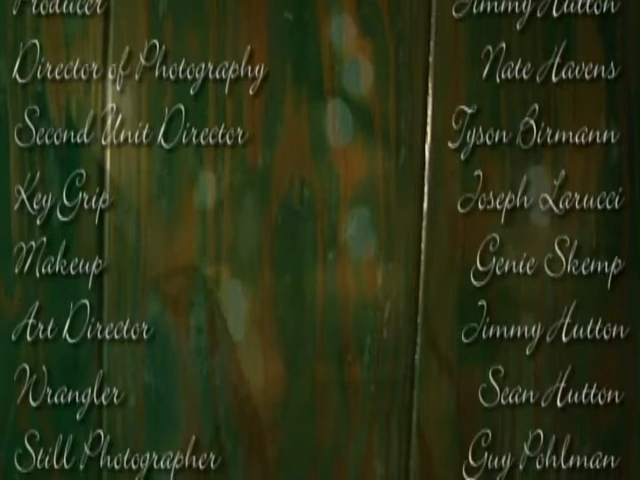 Producer Jimmy Hutton
Director of Photography Nate Havens
Second Unit Director Tyson Birmann
Key Grip Joseph Larucci
Makeup Genie Skemp
Art Director Jimmy Hutton
Wrangler Sean Hutton
Still Photographer Guy Pohlman